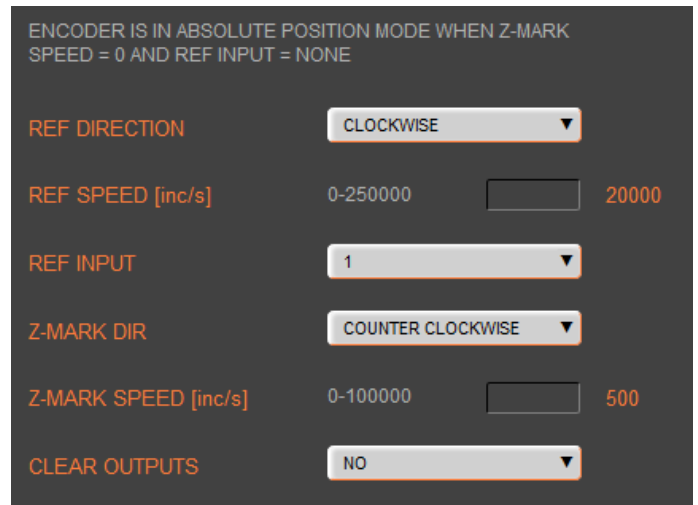 ENCODER IS IN ABSOLUTE POSITION MODE WHEN Z-MARK
SPEED = 0 AND REF INPUT = NONE
REF DIRECTION CLOCKWISE
REF SPEED [inc/s] 0-250000 20000
REF INPUT 1
Z-MARK DIR COUNTER CLOCKWISE
Z-MARK SPEED [inc/s] 0-100000 500
CLEAR OUTPUTS NO